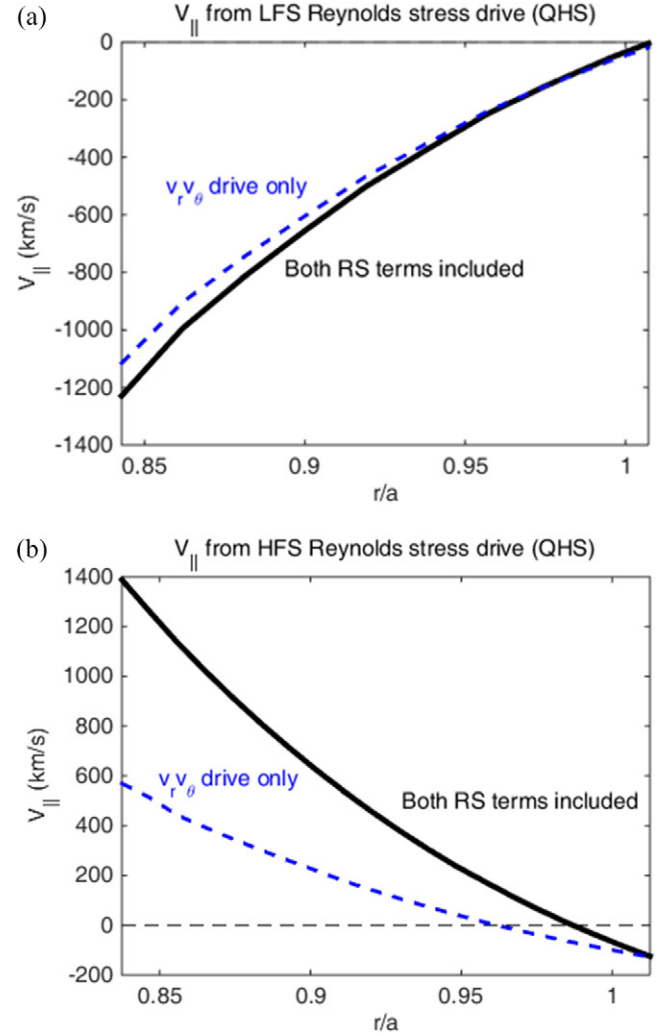 (a)
V|| from LFS Reynolds stress drive (QHS)
0
-200
-400
-600
-800
-1000
-1200
-1400
V|| (km/s)
vrvθ drive only
Both RS terms included
0.85
0.9
0.95
1
r/a
(b)
V|| from HFS Reynolds stress drive (QHS)
1400
1200
1000
800
600
400
200
0
-200
V|| (km/s)
vrvθ drive only
Both RS terms included
0.85
0.9
0.95
1
r/a